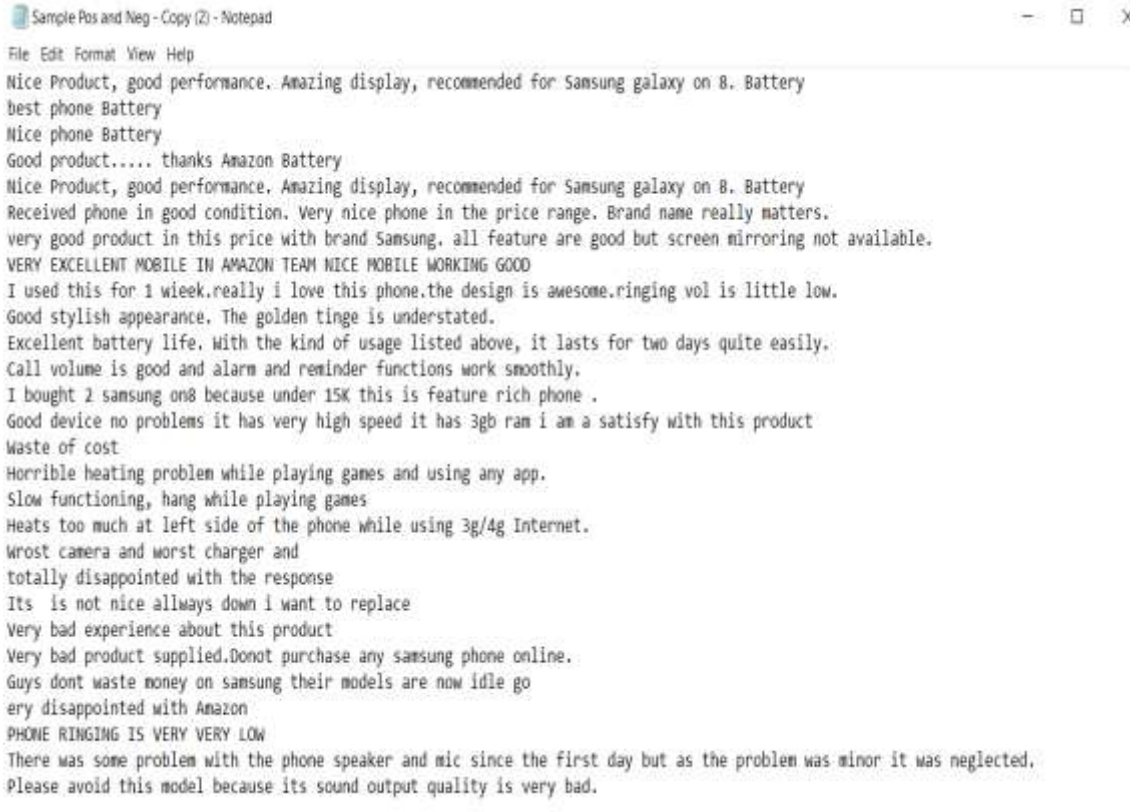 Sample Pos and Neg - Copy (2) - Notepad
File Edit Format View Help
Nice Product, good performance. Amazing display, recommended for Samsung galaxy on 8. Battery
best phone Battery
Nice phone Battery
Good product..... thanks Amazon Battery
Nice Product, good performance. Amazing display, recommended for Samsung galaxy on 8. Battery
Received phone in good condition. Very nice phone in the price range. Brand name really matters.
very good product in this price with brand Samsung. all feature are good but screen mirroring not available.
VERY EXCELLENT MOBILE IN AMAZON TEAM NICE MOBILE WORKING GOOD
I used this for 1 wieek.really i love this phone.the design is awesome.ringing vol is little low.
Good stylish appearance. The golden tinge is understated.
Excellent battery life. With the kind of usage listed above, it lasts for two days quite easily.
Call volume is good and alarm and reminder functions work smoothly.
I bought 2 samsung on8 because under 15K this is feature rich phone .
Good device no problems it has very high speed it has 3gb ram i am a satisfy with this product
Waste of cost
Horrible heating problem while playing games and using any app.
Slow functioning, hang while playing games
Heats too much at left side of the phone while using 3g/4g Internet.
Wrost camera and worst charger and
totally disappointed with the response
Its  is not nice allways down i want to replace
Very bad experience about this product
Very bad product supplied.Donot purchase any samsung phone online.
Guys dont waste money on samsung their models are now idle go
ery disappointed with Amazon
PHONE RINGING IS VERY VERY LOW
There was some problem with the phone speaker and mic since the first day but as the problem was minor it was neglected.
Please avoid this model because its sound output quality is very bad.